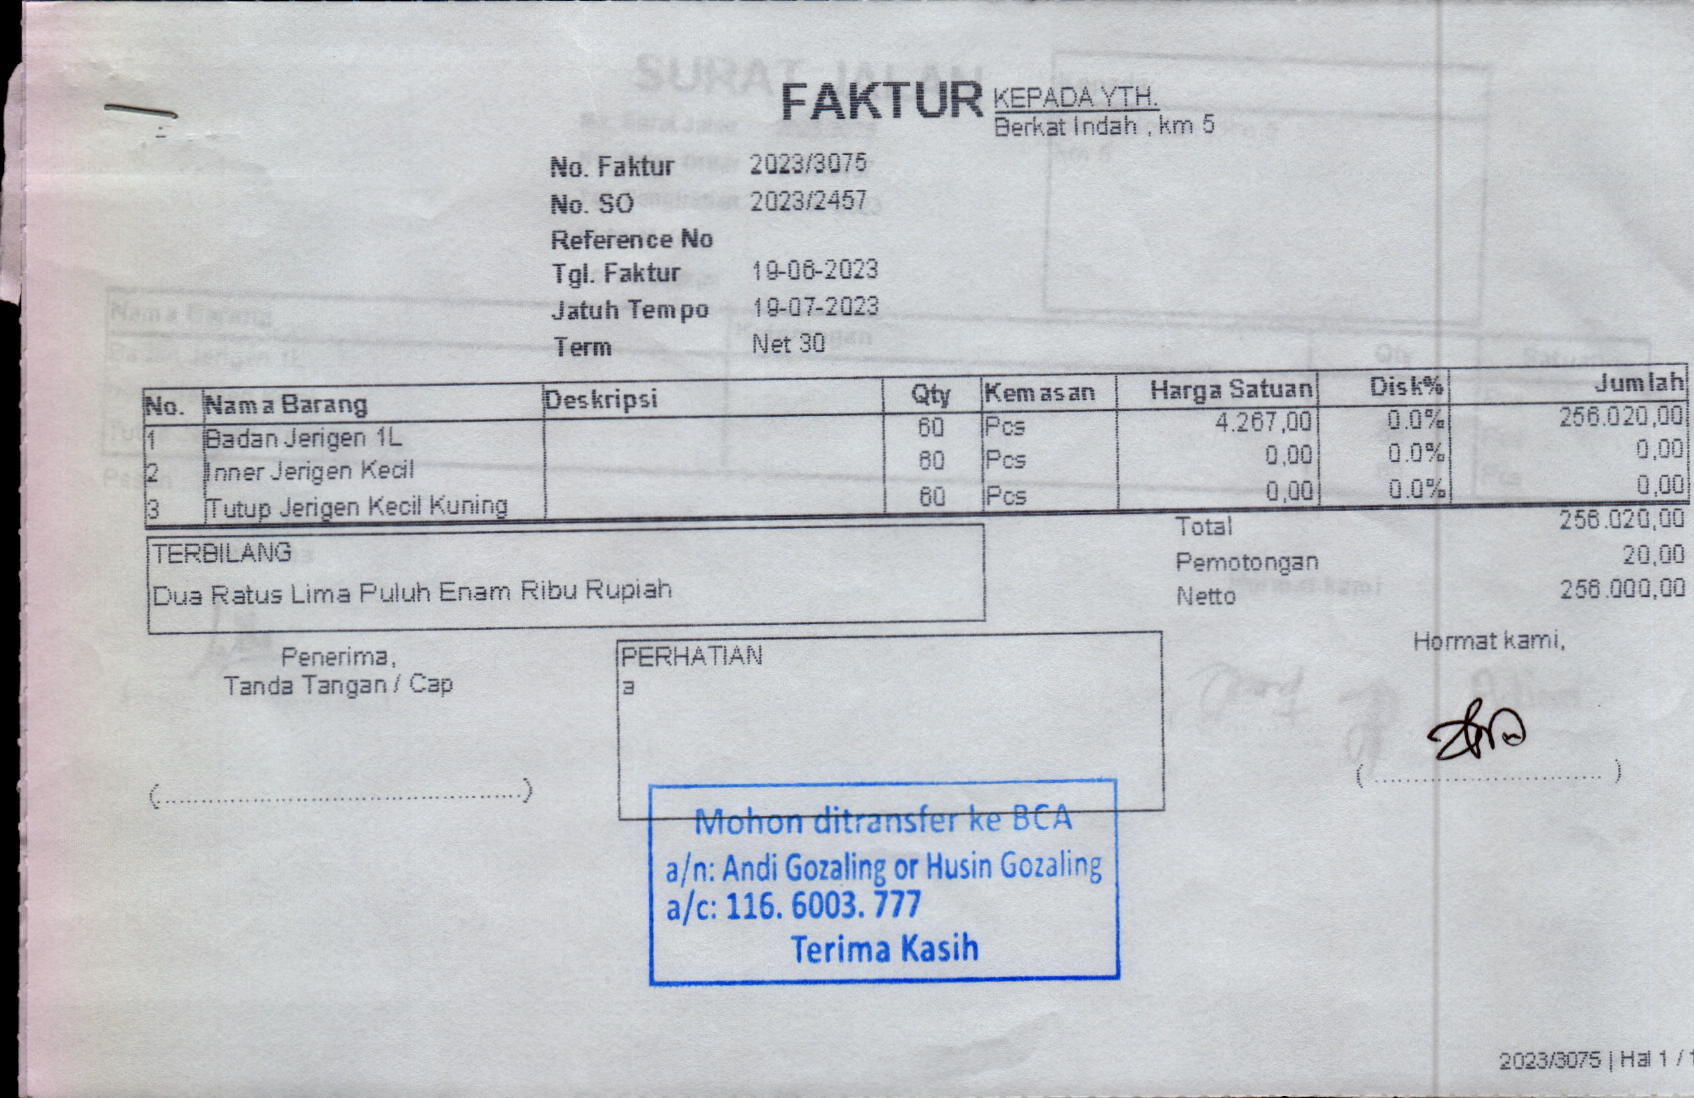 FAKTUR
KEPADA YTH.
Berkat Indah , km 5
No. Faktur 2023/3075
No. SO 2023/2457
Reference No
Tgl. Faktur 19-06-2023
Jatuh Tempo 19-07-2023
Term Net 30
No. Nama Barang Deskripsi Qty Kemasan Harga Satuan Disk% Jumlah
1 Badan Jerigen 1L 60 Pcs 4.267,00 0.0% 256.020,00
2 Inner Jerigen Kecil 60 Pcs 0,00 0.0% 0,00
3 Tutup Jerigen Kecil Kuning 60 Pcs 0,00 0.0% 0,00
Total 256.020,00
Pemotongan 20,00
Netto 256.000,00
TERBILANG
Dua Ratus Lima Puluh Enam Ribu Rupiah
Penerima,
Tanda Tangan / Cap
(................................................)
PERHATIAN
a
Hormat kami,
(..............................)
Mohon ditransfer ke BCA
a/n: Andi Gozaling or Husin Gozaling
a/c: 116. 6003. 777
Terima Kasih
2023/3075 | Hal 1 / 1